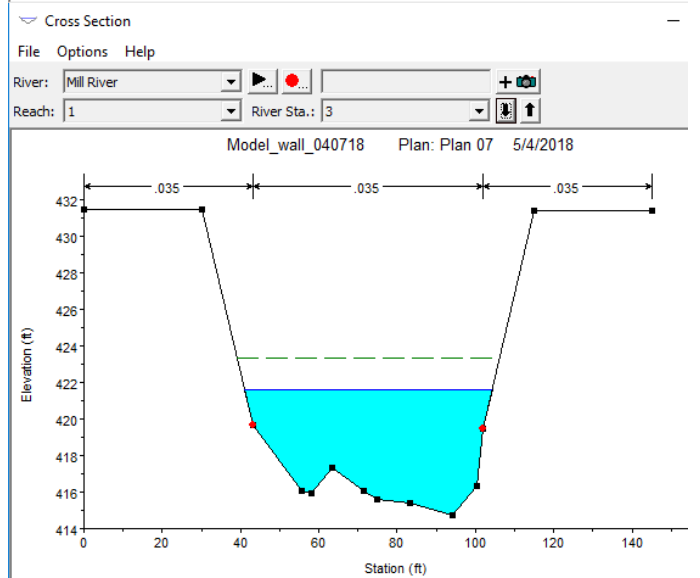 Cross Section
File Options Help
River: Mill River
Reach: 1 River Sta.: 3
Model_wall_040718 Plan: Plan 07 5/4/2018
.035 .035 .035
432
430
428
426
424
422
420
418
416
414
Elevation (ft)
0 20 40 60 80 100 120 140
Station (ft)